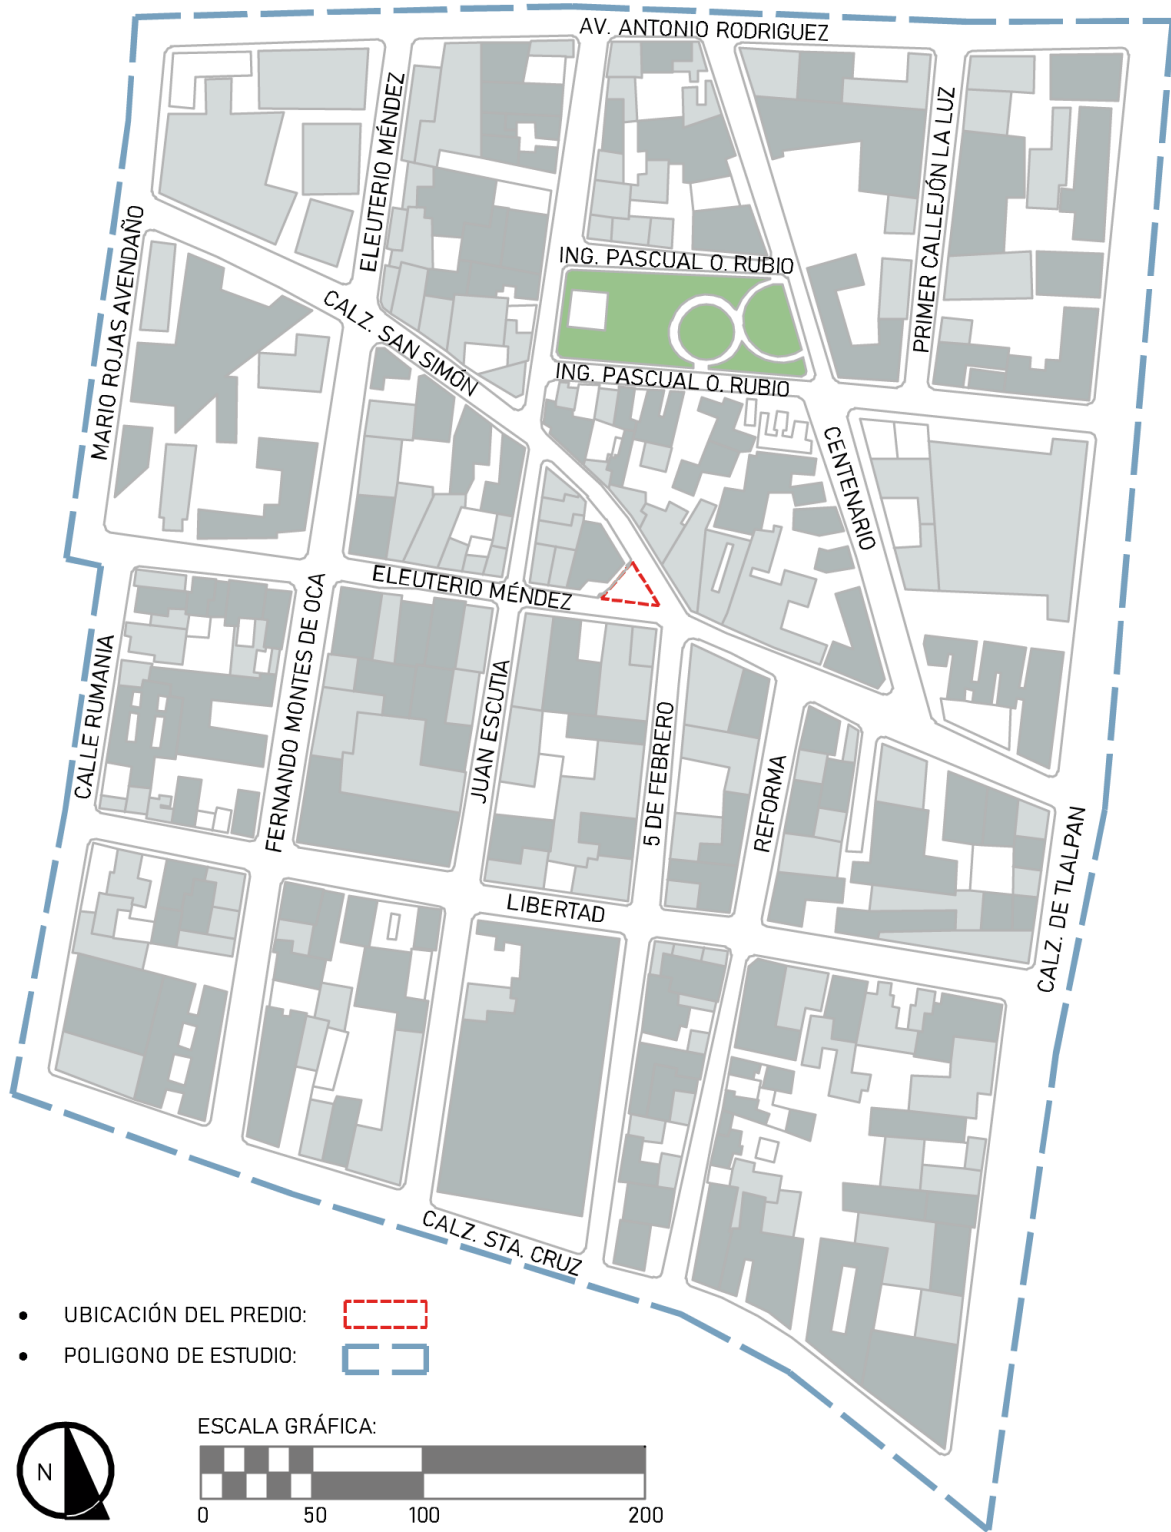 AV. ANTONIO RODRIGUEZ
ELEUTERIO MÉNDEZ
PRIMER CALLEJÓN LA LUZ
MARIO ROJAS AVENDAÑO
ING. PASCUAL O. RUBIO
CALZ. SAN SIMÓN
ING. PASCUAL O. RUBIO
CENTENARIO
ELEUTERIO MÉNDEZ
FERNANDO MONTES DE OCA
CALLE RUMANIA
JUAN ESCUTIA
5 DE FEBRERO
REFORMA
CALZ. DE TLALPAN
LIBERTAD
CALZ. STA. CRUZ
• UBICACIÓN DEL PREDIO:
• POLIGONO DE ESTUDIO:
ESCALA GRÁFICA:
N
0 50 100 200